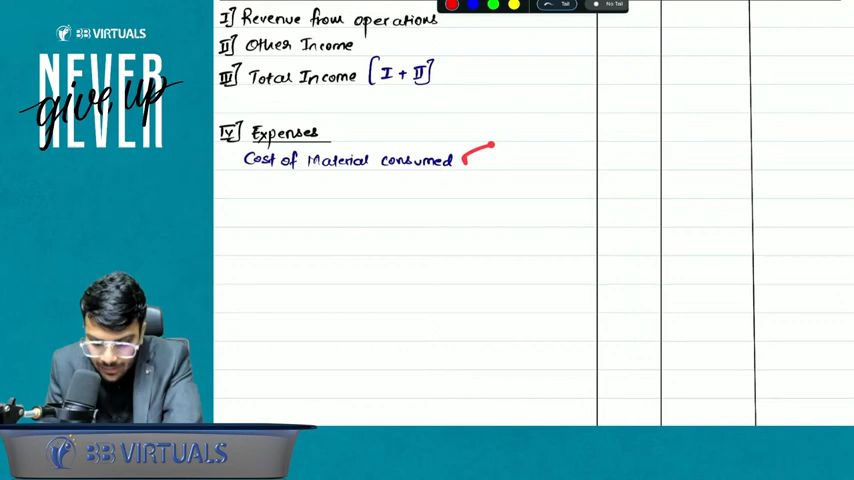 BB VIRTUALS
NEVER
give up
NEVER
I] Revenue from operations
II] Other Income
III] Total Income [I + II]
IV] Expenses
Cost of Material consumed
Tail
No Tail
BB VIRTUALS